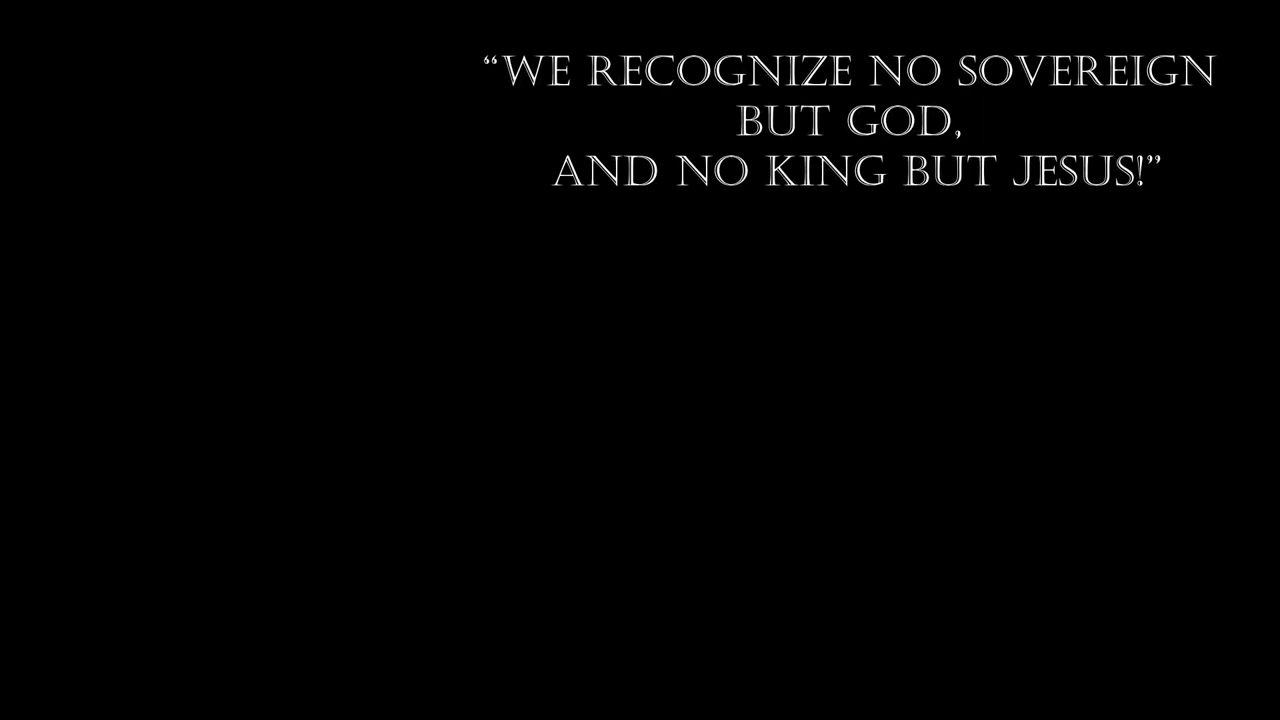 “WE RECOGNIZE NO SOVEREIGN
BUT GOD,
AND NO KING BUT JESUS!”